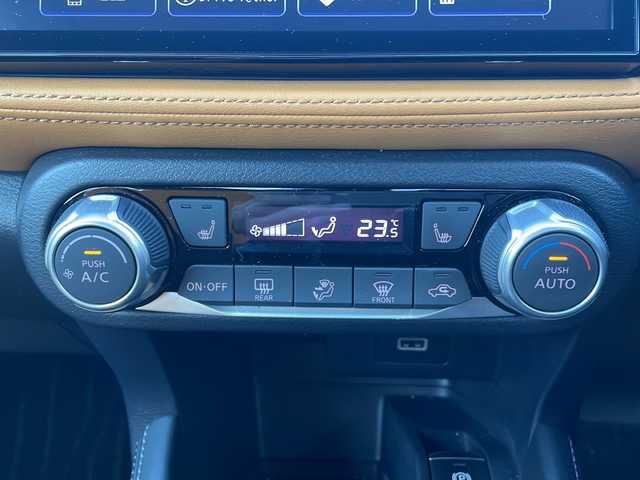 23.5 °C
PUSH
A/C
ON·OFF
REAR
FRONT
PUSH
AUTO